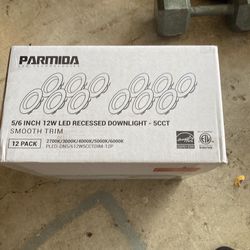 PARMIDA
5/6 INCH 12W LED RECESSED DOWNLIGHT - 5CCT
SMOOTH TRIM
12 PACK
2700K/3000K/4000K/5000K/6000K